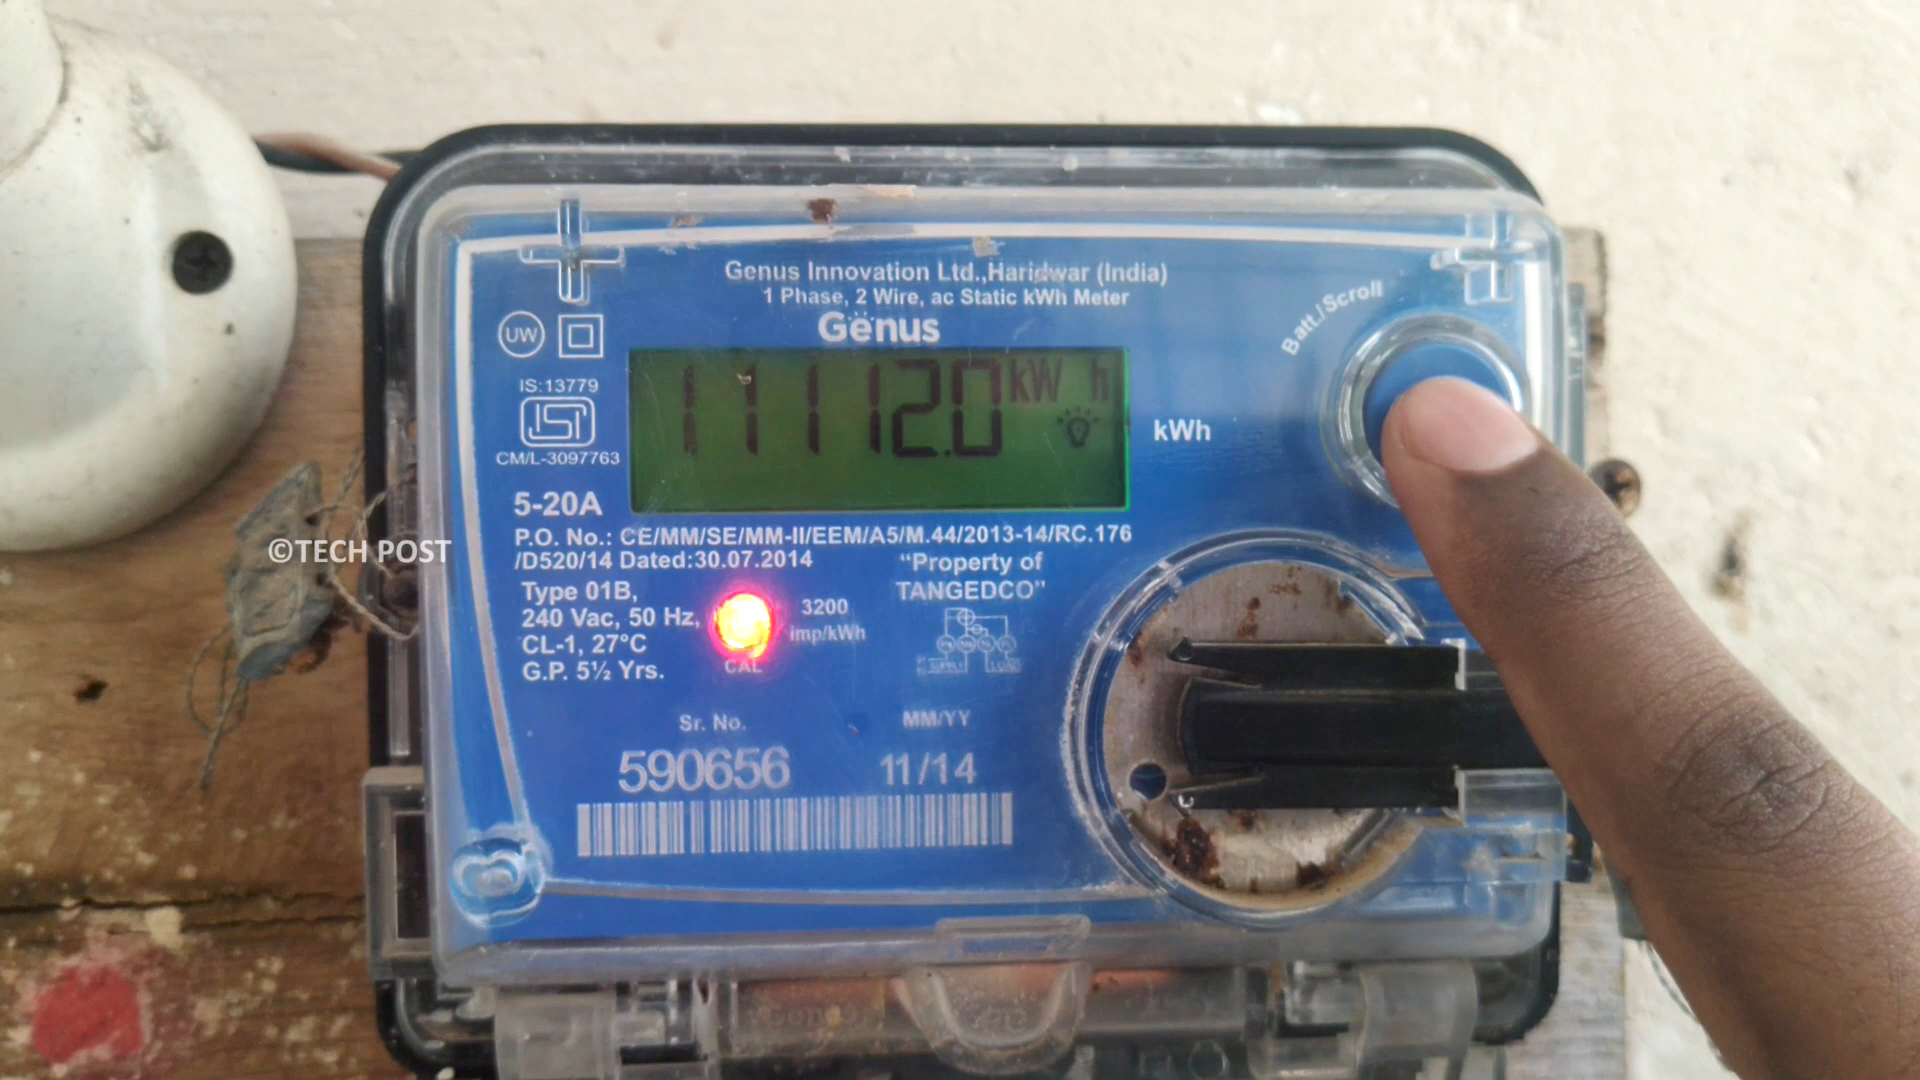 Genus Innovation Ltd.,Haridwar (India)
1 Phase, 2 Wire, ac Static kWh Meter
Genus
Batt./Scroll
UW
IS:13779
ISI
CM/L-3097763
11112.0 kW h
kWh
5-20A
P.O. No.: CE/MM/SE/MM-II/EEM/A5/M.44/2013-14/RC.176
/D520/14 Dated:30.07.2014
"Property of
TANGEDCO"
Type 01B,
240 Vac, 50 Hz,
CL-1, 27°C
G.P. 5½ Yrs.
3200
imp/kWh
CAL
Sr. No.
590656
MM/YY
11/14
©TECH POST
Genus